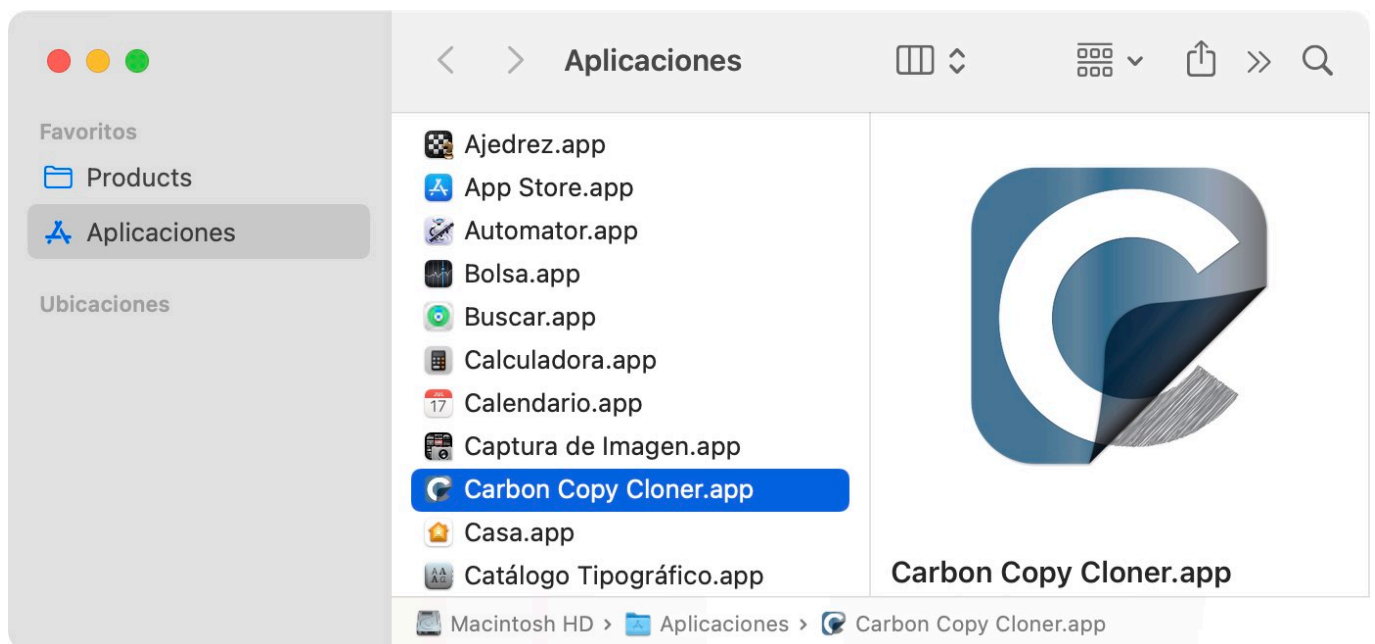 Aplicaciones
Favoritos
Products
Aplicaciones
Ubicaciones
Ajedrez.app
App Store.app
Automator.app
Bolsa.app
Buscar.app
Calculadora.app
17
Calendario.app
Captura de Imagen.app
Carbon Copy Cloner.app
Casa.app
Catálogo Tipográfico.app
Carbon Copy Cloner.app
Macintosh HD › Aplicaciones › Carbon Copy Cloner.app